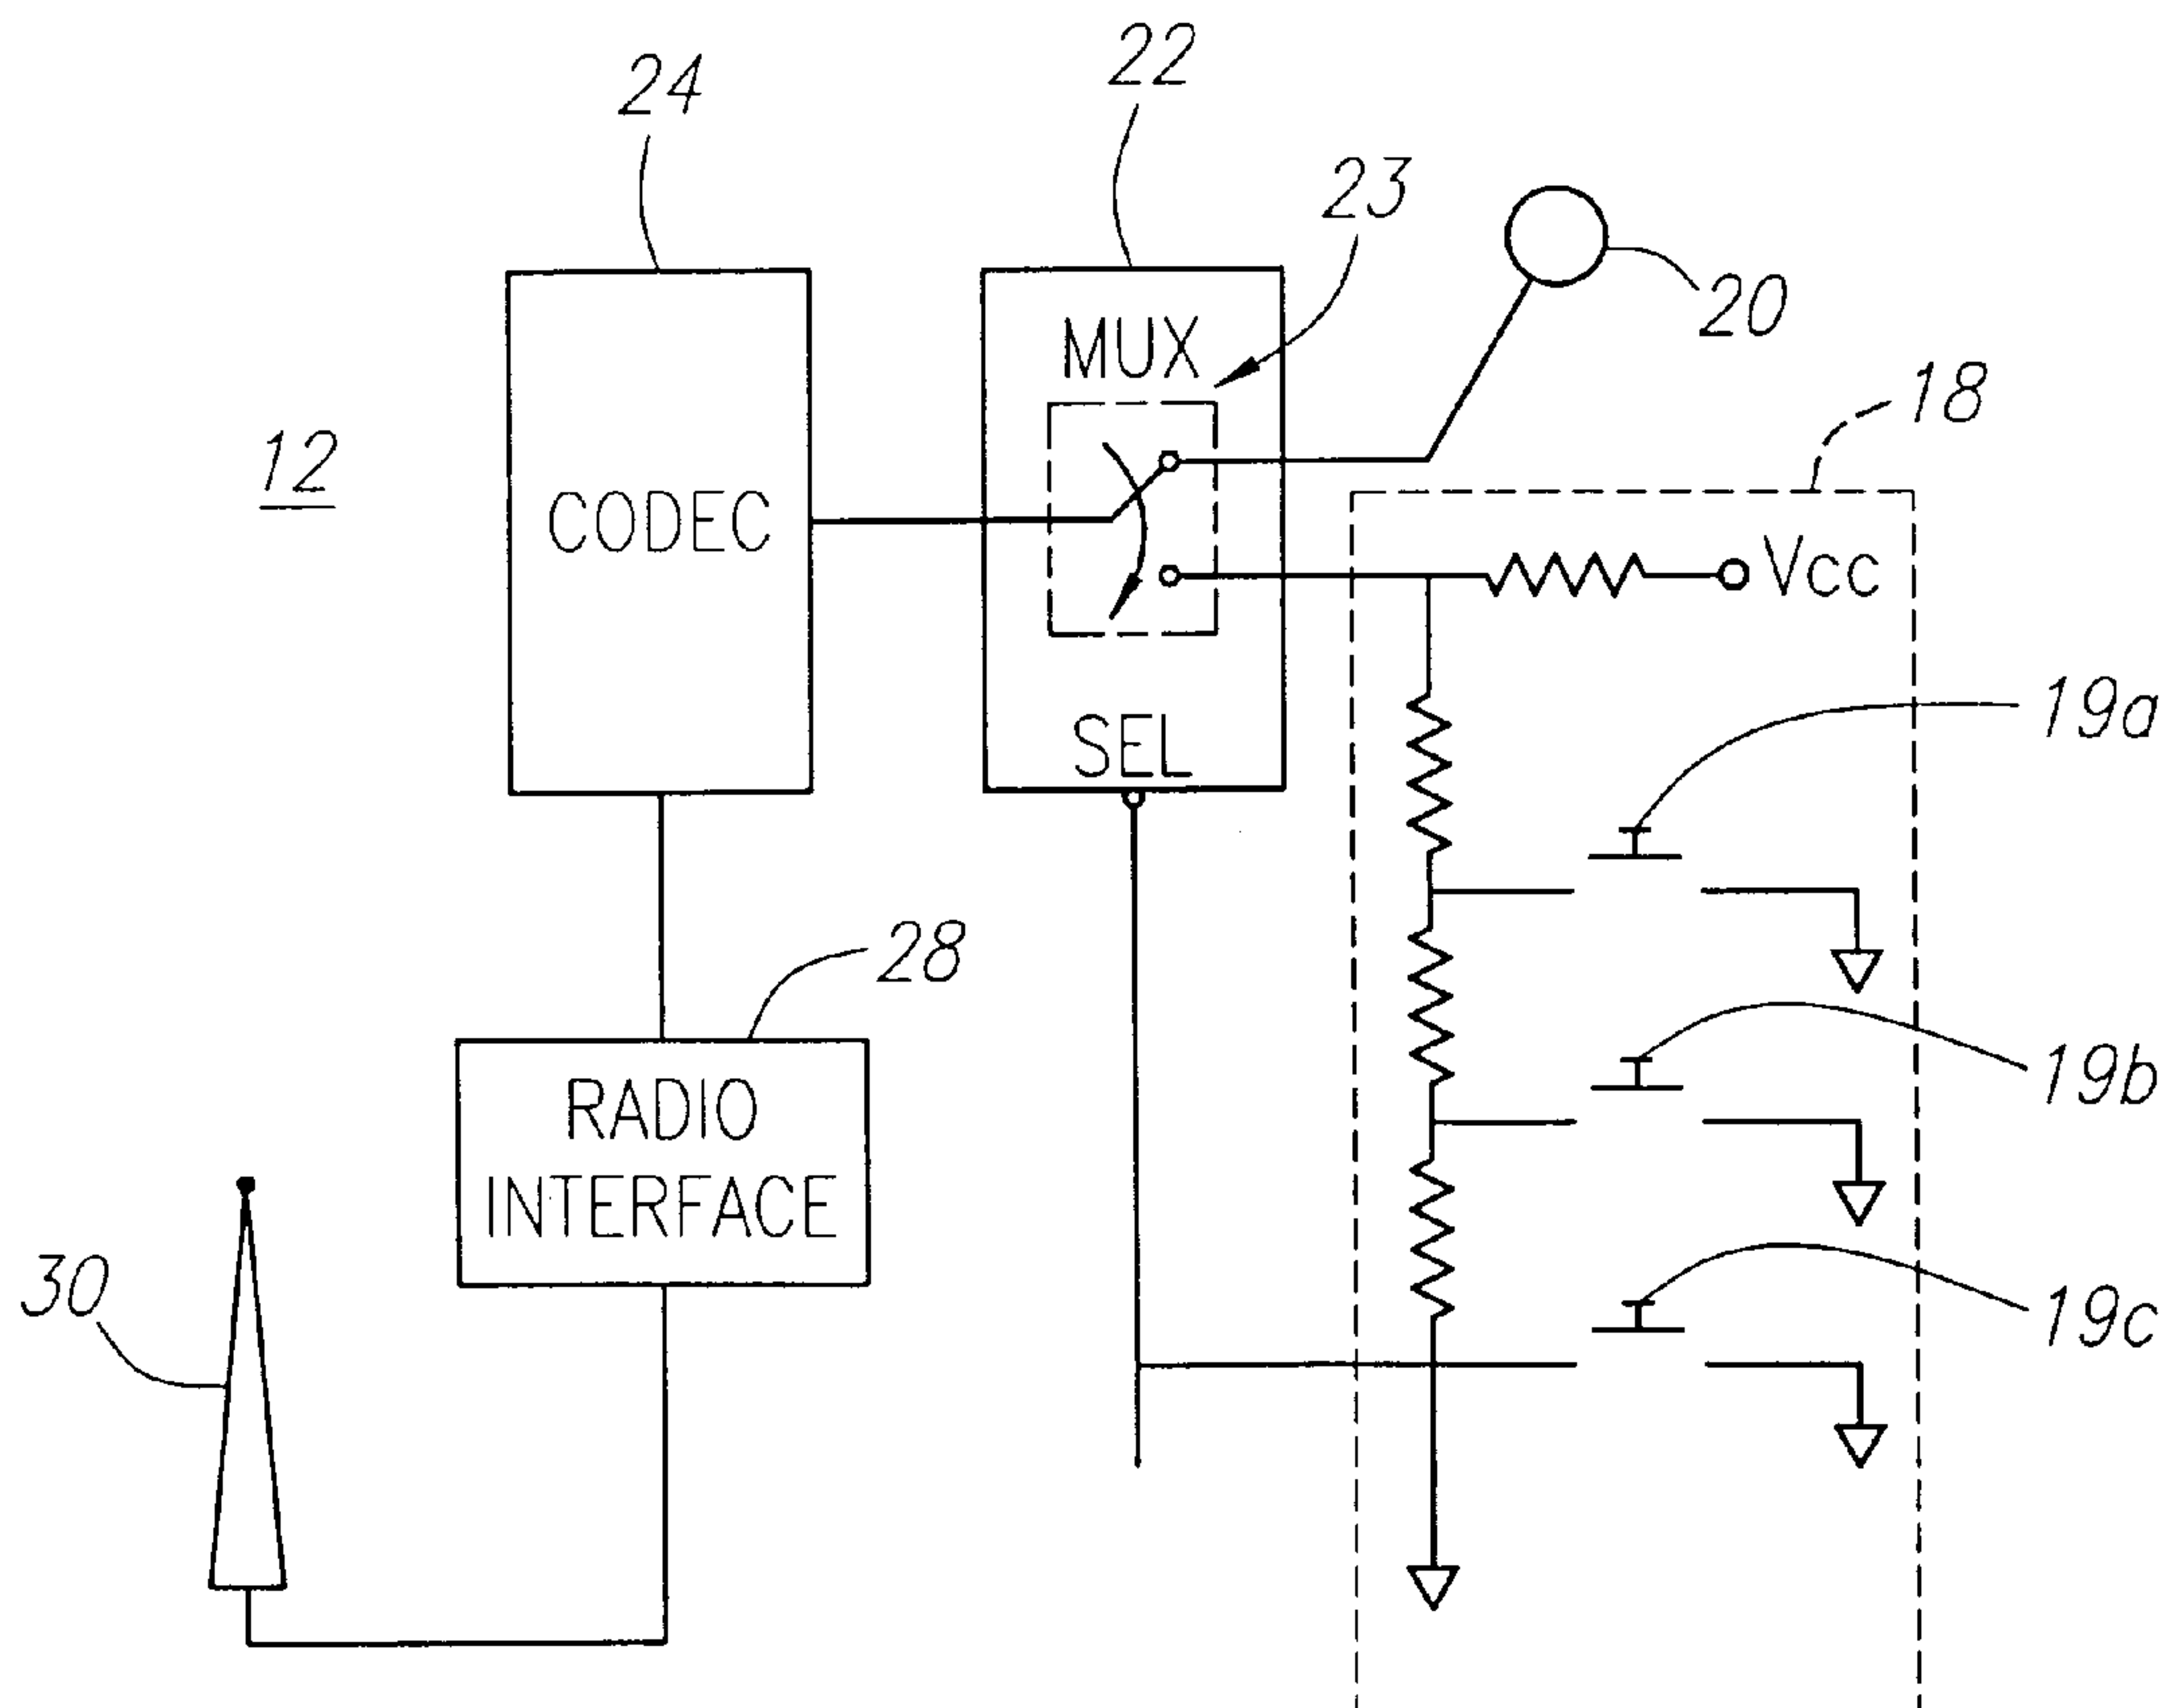 24
22
23
20
MUX
18
12
CODEC
Vcc
19a
SEL
28
19b
RADIO
INTERFACE
30
19c